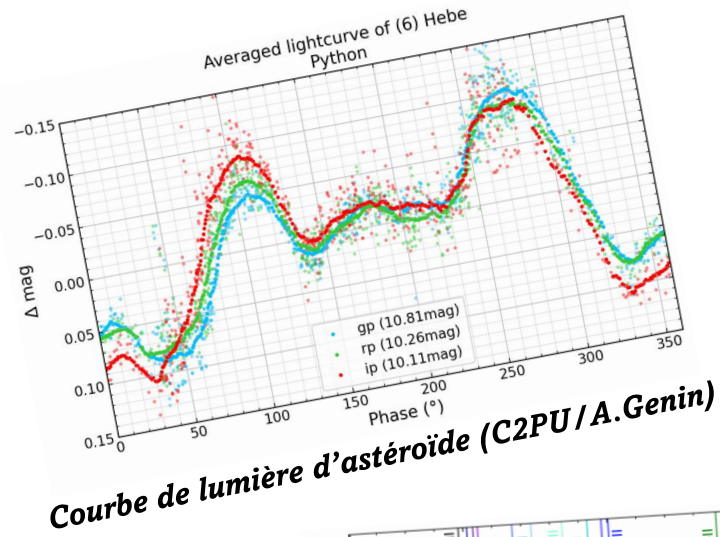 Averaged lightcurve of (6) Hebe
Python
−0.15
−0.10
−0.05
0.00
0.05
0.10
0.15
Δ mag
gp (10.81mag)
rp (10.26mag)
ip (10.11mag)
0
50
100
150
200
250
300
350
Phase (°)
Courbe de lumière d’astéroïde (C2PU/A.Genin)